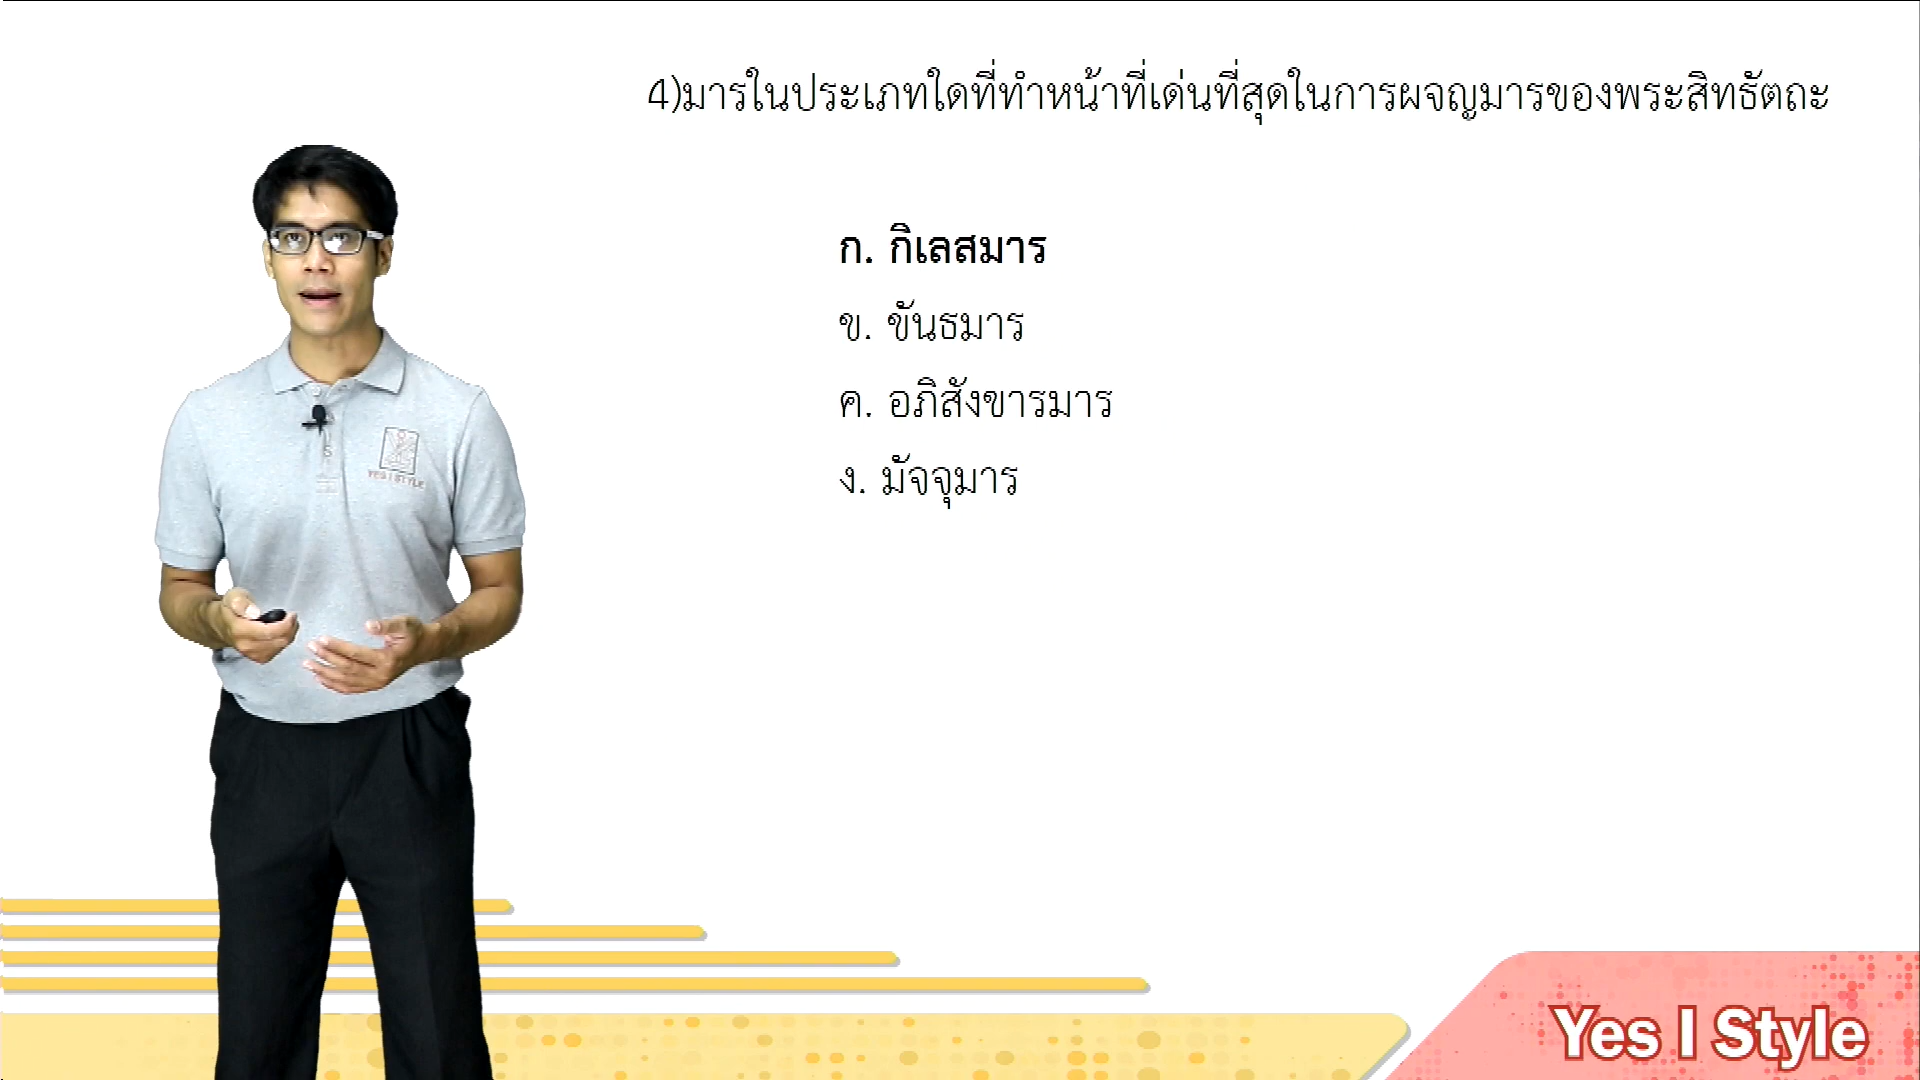 4)มารในประเภทใดที่ทำหน้าที่เด่นที่สุดในการผจญมารของพระสิทธัตถะ
ก. กิเลสมาร
ข. ขันธมาร
ค. อภิสังขารมาร
ง. มัจจุมาร
YES I STYLE
Yes I Style